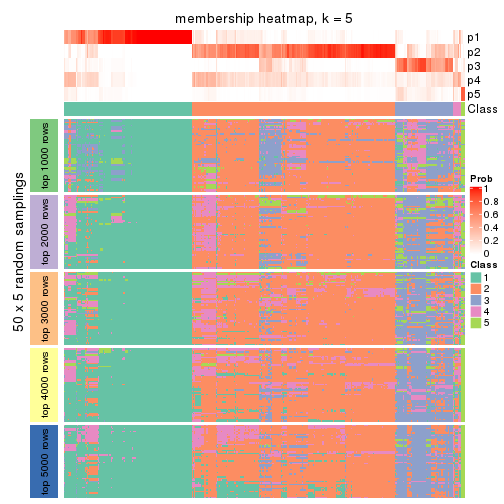 membership heatmap, k = 5
p1
p2
p3
p4
p5
Class
50 x 5 random samplings
top 1000 rows
top 2000 rows
top 3000 rows
top 4000 rows
top 5000 rows
Prob
1
0.8
0.6
0.4
0.2
0
Class
1
2
3
4
5